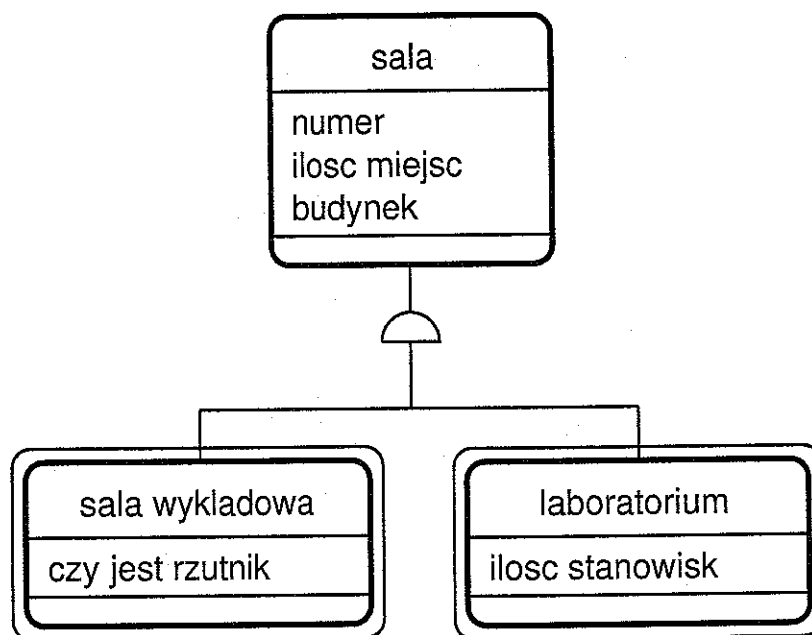 sala
numer
ilosc miejsc
budynek
sala wykladowa
czy jest rzutnik
laboratorium
ilosc stanowisk